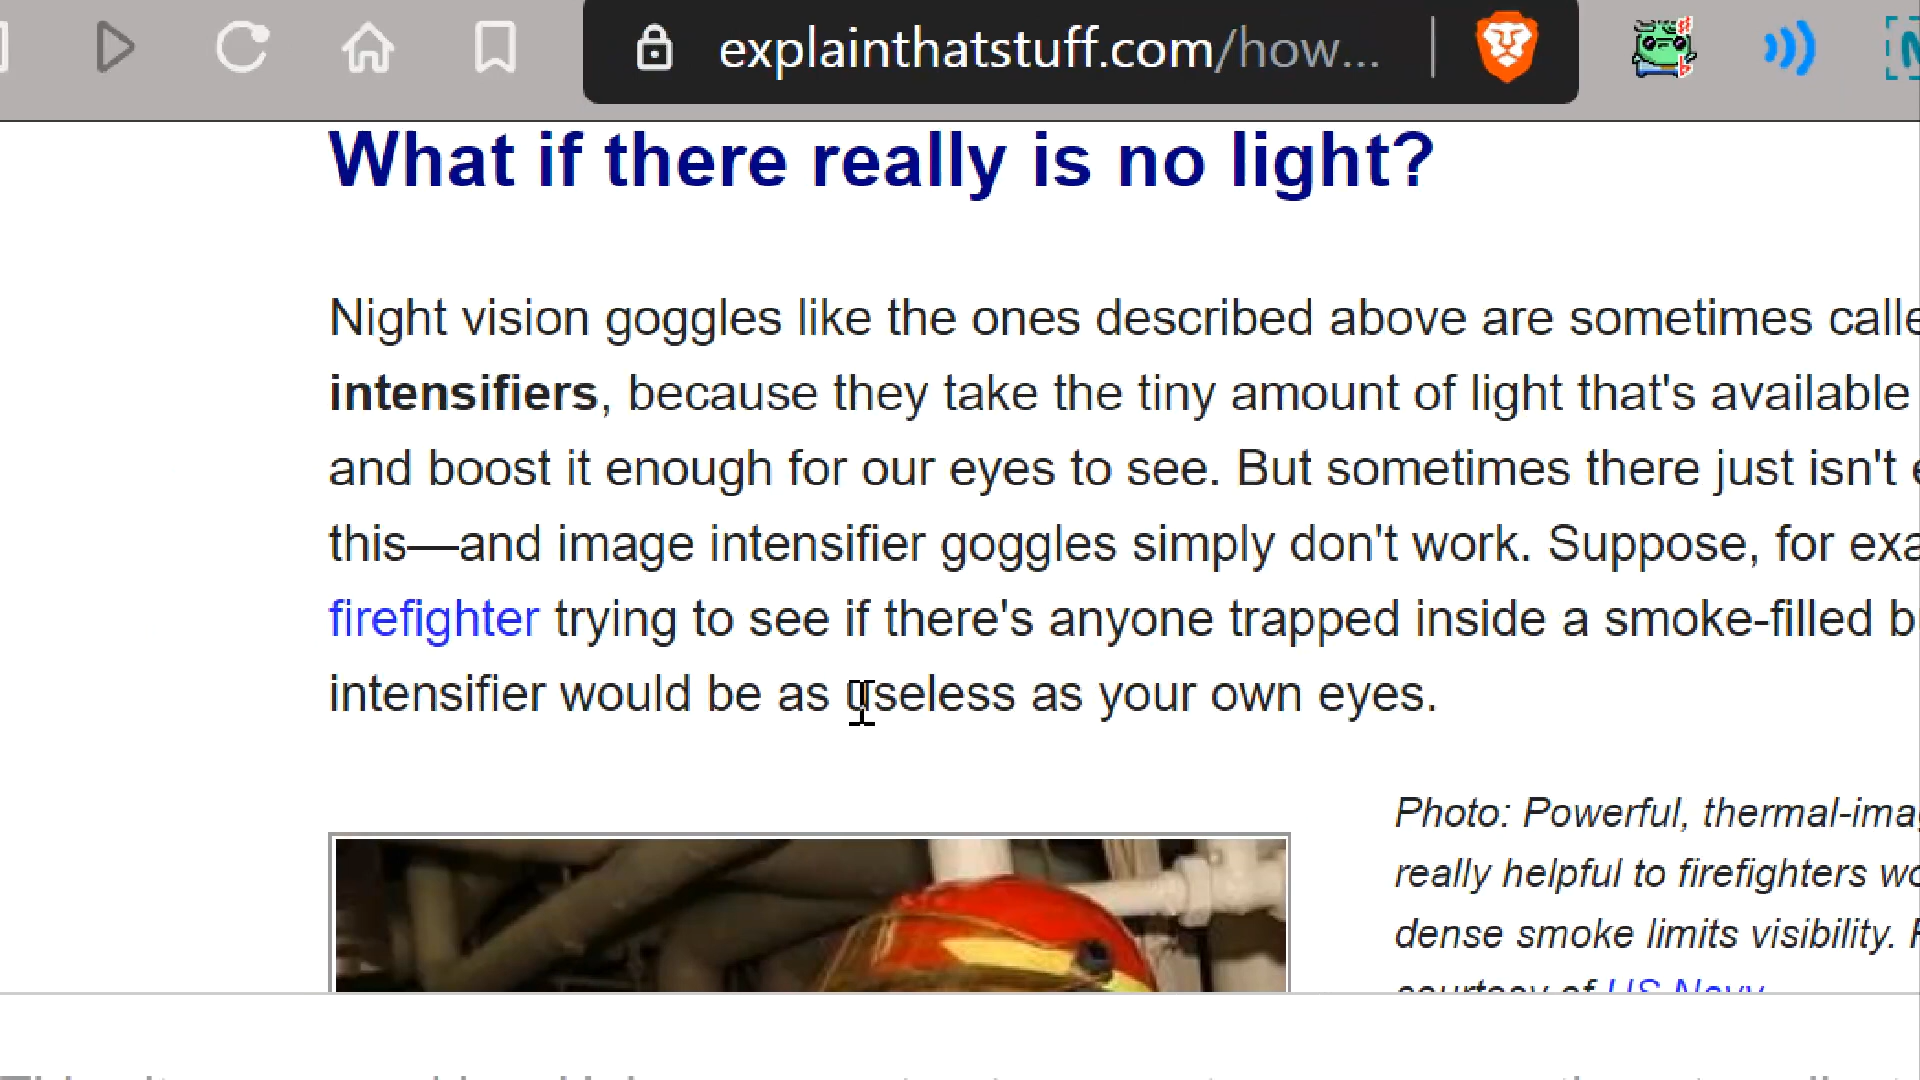 explainthatstuff.com/how...
What if there really is no light?
Night vision goggles like the ones described above are sometimes
intensifiers, because they take the tiny amount of light that's available
and boost it enough for our eyes to see. But sometimes there just isn't
this—and image intensifier goggles simply don't work. Suppose, for
firefighter trying to see if there's anyone trapped inside a smoke-filled
intensifier would be as useless as your own eyes.
Photo: Powerful,
really helpful to firefighters
dense smoke limits visibility.
courtesy of US Navy